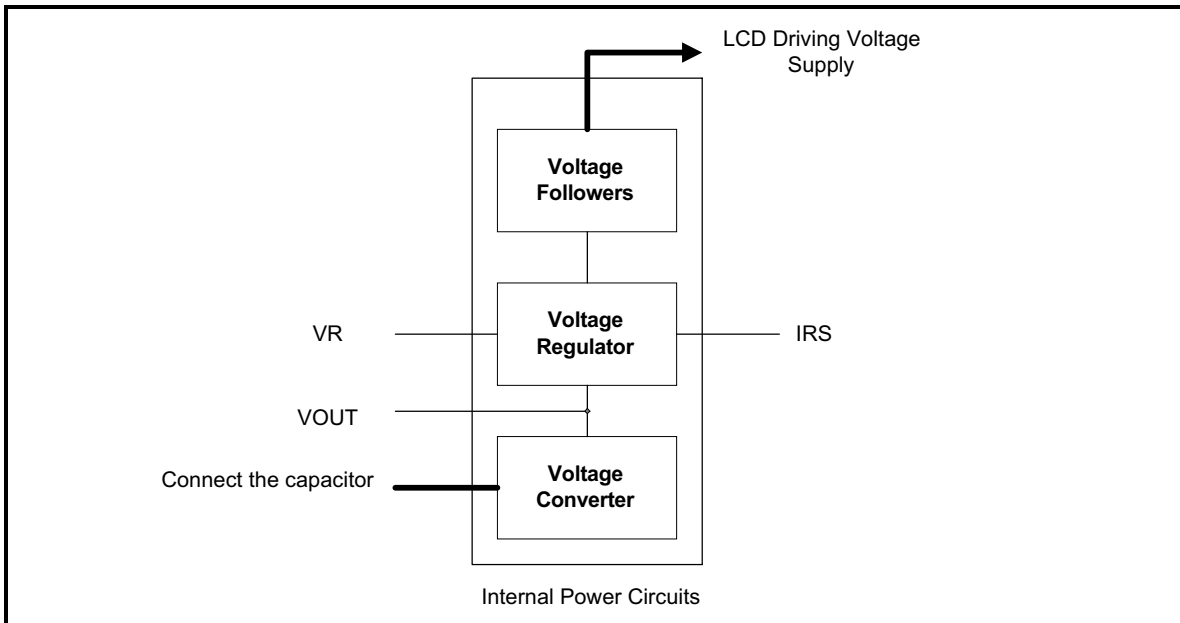 LCD Driving Voltage
Supply
Voltage
Followers
VR
Voltage
Regulator
IRS
VOUT
Connect the capacitor
Voltage
Converter
Internal Power Circuits